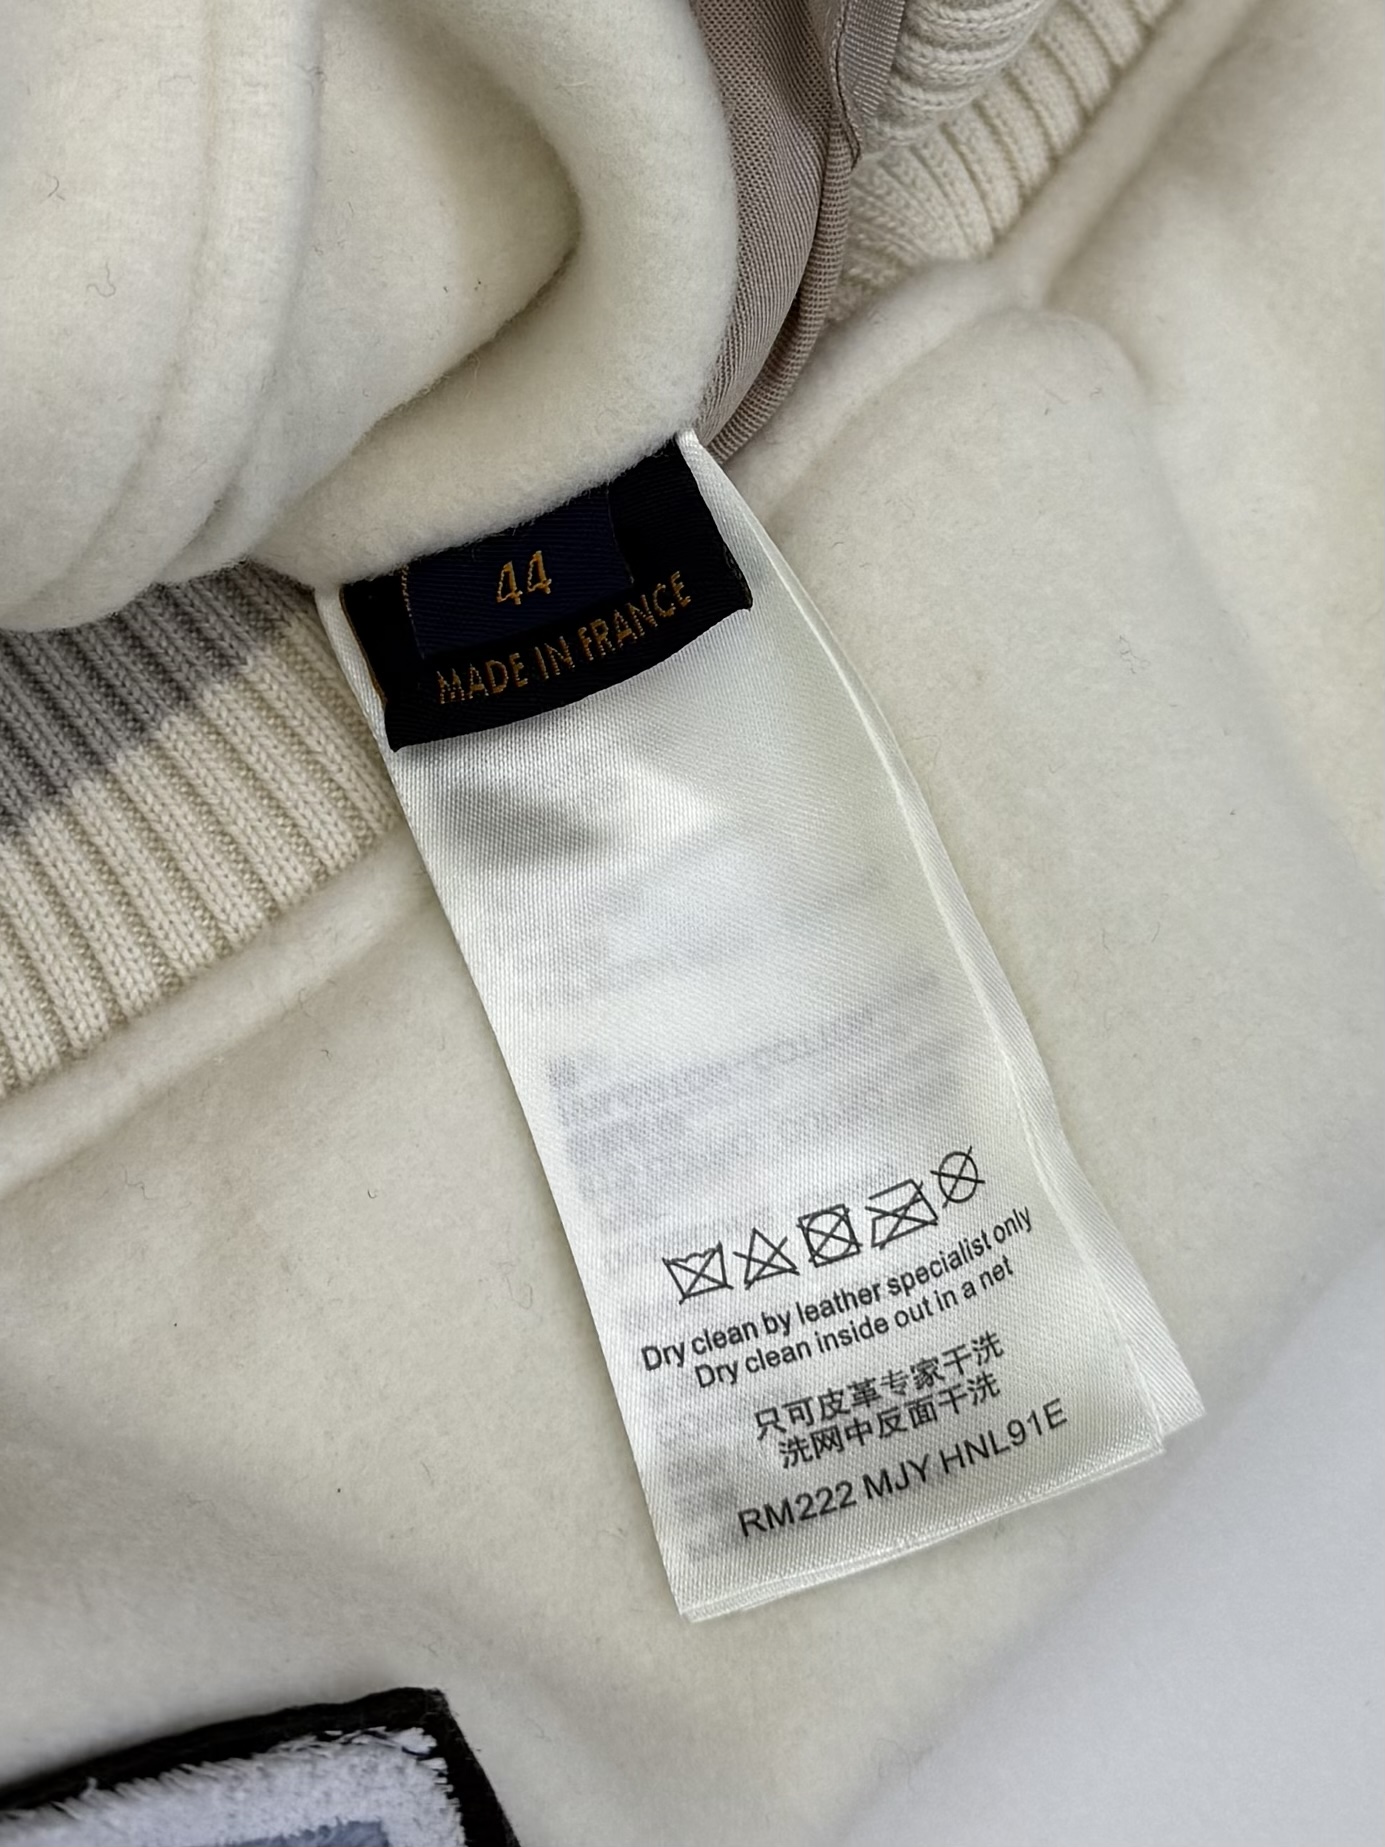 44
MADE IN FRANCE
Dry clean by leather specialist only
Dry clean inside out in a net
只可皮革专家干洗
洗网中反面干洗
RM222 MJY HNL91E